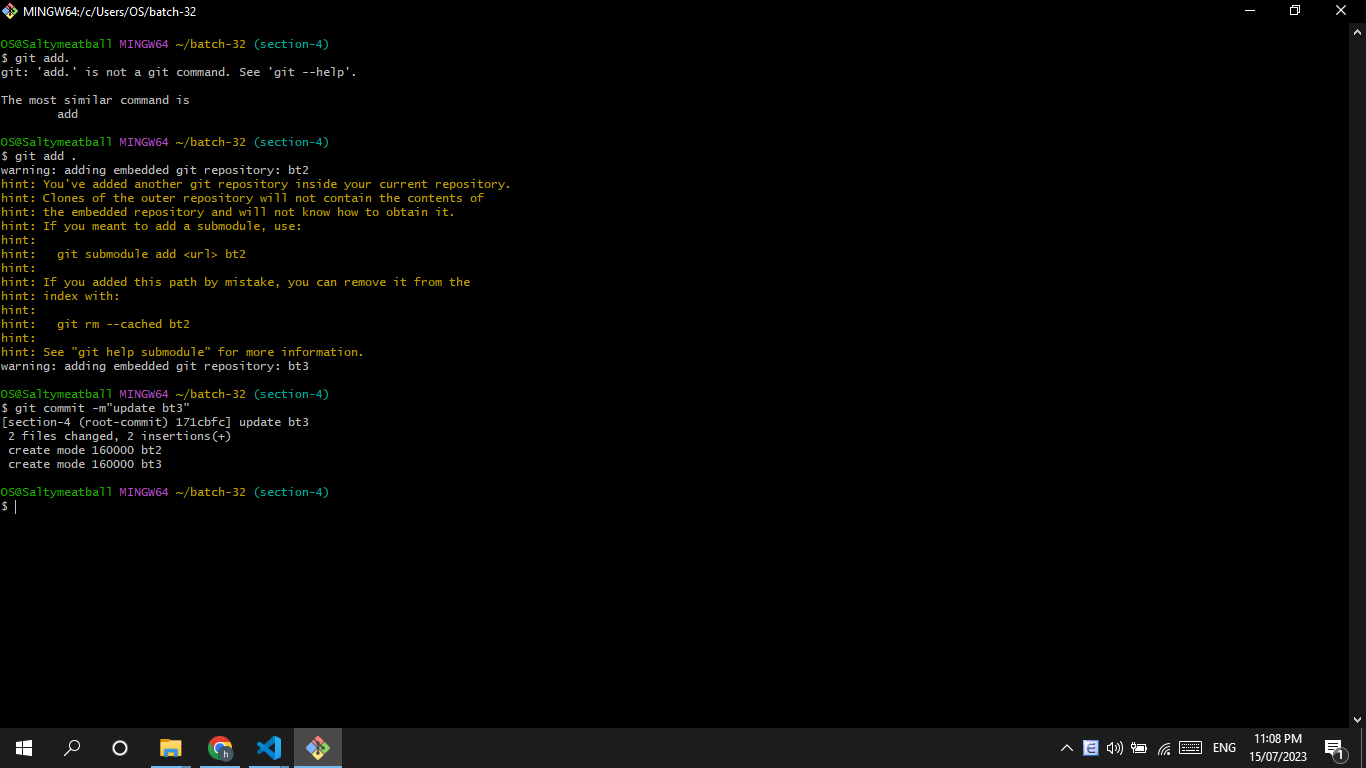 MINGW64:/c/Users/OS/batch-32
OS@Saltymeatball MINGW64 ~/batch-32 (section-4)
$ git add.
git: 'add.' is not a git command. See 'git --help'.
The most similar command is
add
OS@Saltymeatball MINGW64 ~/batch-32 (section-4)
$ git add .
warning: adding embedded git repository: bt2
hint: You've added another git repository inside your current repository.
hint: Clones of the outer repository will not contain the contents of
hint: the embedded repository and will not know how to obtain it.
hint: If you meant to add a submodule, use:
hint:
hint:   git submodule add <url> bt2
hint:
hint: If you added this path by mistake, you can remove it from the
hint: index with:
hint:
hint:   git rm --cached bt2
hint:
hint: See "git help submodule" for more information.
warning: adding embedded git repository: bt3
OS@Saltymeatball MINGW64 ~/batch-32 (section-4)
$ git commit -m"update bt3"
[section-4 (root-commit) 171cbfc] update bt3
2 files changed, 2 insertions(+)
create mode 160000 bt2
create mode 160000 bt3
OS@Saltymeatball MINGW64 ~/batch-32 (section-4)
$
h
E
ENG
11:08 PM
15/07/2023
1